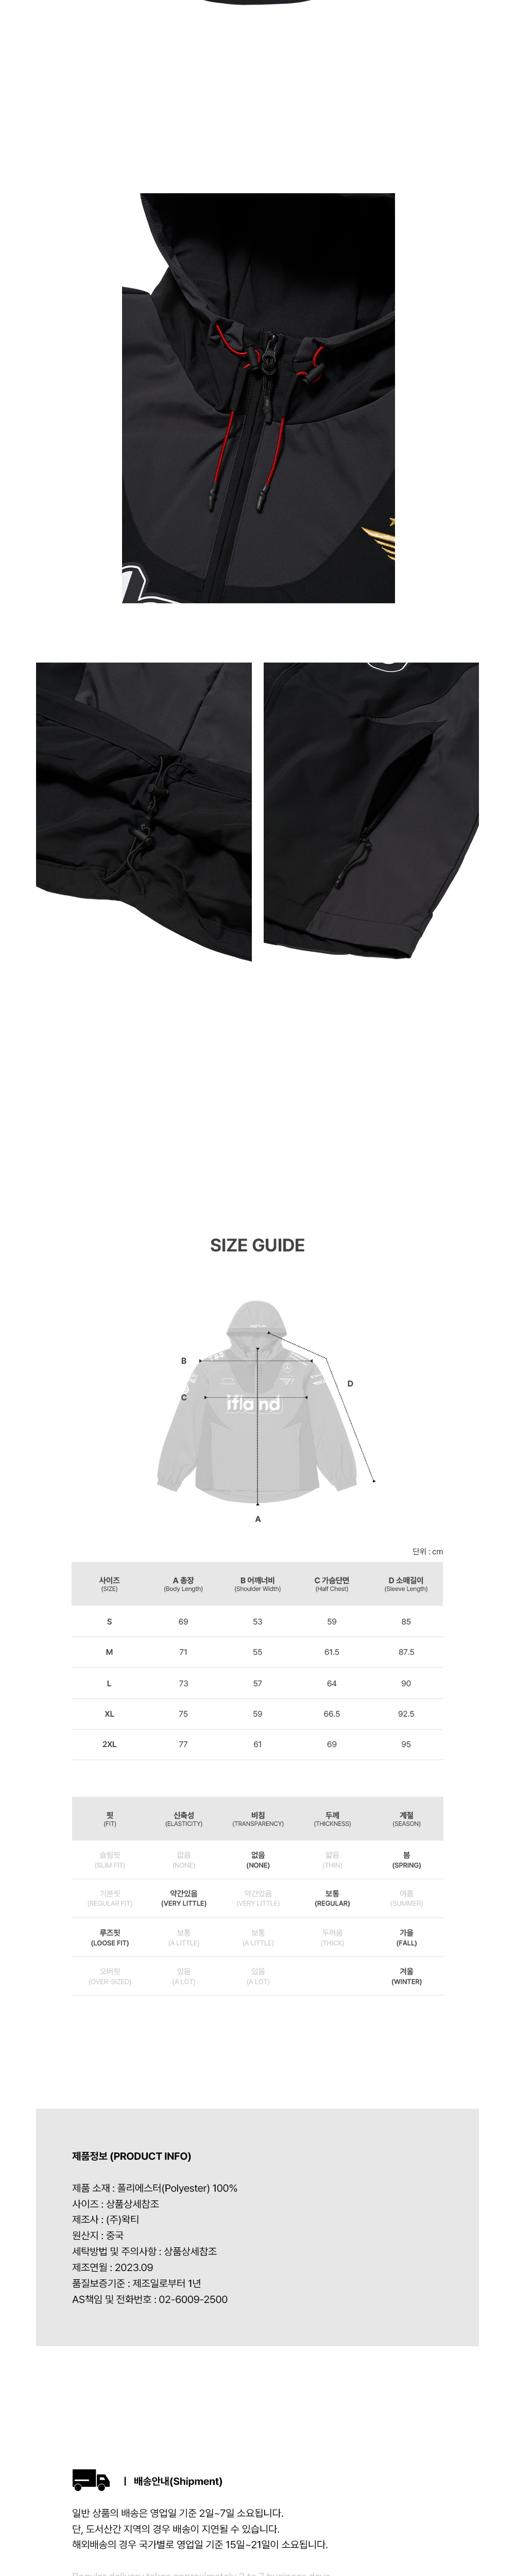 SIZE GUIDE
B
D
C
ifland
A
단위 : cm
사이즈 A 총장 B 어깨너비 C 가슴단면 D 소매길이
(SIZE) (Body Length) (Shoulder Width) (Half Chest) (Sleeve Length)
S 69 53 59 85
M 71 55 61.5 87.5
L 73 57 64 90
XL 75 59 66.5 92.5
2XL 77 61 69 95
핏 신축성 비침 두께 계절
(FIT) (ELASTICITY) (TRANSPARENCY) (THICKNESS) (SEASON)
슬림핏 없음 없음 얇음 봄
(SLIM FIT) (NONE) (NONE) (THIN) (SPRING)
기본핏 약간있음 약간있음 보통 여름
(REGULAR FIT) (VERY LITTLE) (VERY LITTLE) (REGULAR) (SUMMER)
루즈핏 보통 보통 두꺼움 가을
(LOOSE FIT) (A LITTLE) (A LITTLE) (THICK) (FALL)
오버핏 있음 있음 겨울
(OVER-SIZED) (A LOT) (A LOT) (WINTER)
제품정보 (PRODUCT INFO)
제품 소재 : 폴리에스터(Polyester) 100%
사이즈 : 상품상세참조
제조사 : (주)왁티
원산지 : 중국
세탁방법 및 주의사항 : 상품상세참조
제조연월 : 2023.09
품질보증기준 : 제조일로부터 1년
AS책임 및 전화번호 : 02-6009-2500
| 배송안내(Shipment)
일반 상품의 배송은 영업일 기준 2일~7일 소요됩니다.
단, 도서산간 지역의 경우 배송이 지연될 수 있습니다.
해외배송의 경우 국가별로 영업일 기준 15일~21일이 소요됩니다.